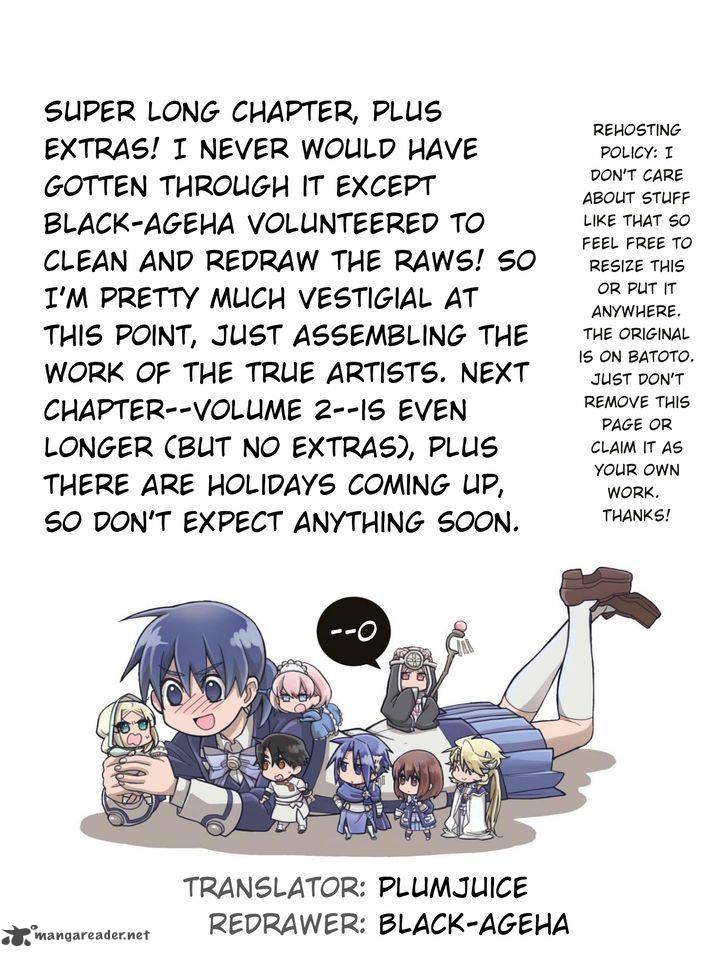 SUPER LONG CHAPTER, PLUS
EXTRAS! I NEVER WOULD HAVE
GOTTEN THROUGH IT EXCEPT
BLACK-AGEHA VOLUNTEERED TO
CLEAN AND REDRAW THE RAWS! SO
I'M PRETTY MUCH VESTIGIAL AT
THIS POINT, JUST ASSEMBLING THE
WORK OF THE TRUE ARTISTS. NEXT
CHAPTER--VOLUME 2--IS EVEN
LONGER (BUT NO EXTRAS), PLUS
THERE ARE HOLIDAYS COMING UP,
SO DON'T EXPECT ANYTHING SOON.
REHOSTING
POLICY: I
DON'T CARE
ABOUT STUFF
LIKE THAT SO
FEEL FREE TO
RESIZE THIS
OR PUT IT
ANYWHERE.
THE ORIGINAL
IS ON BATOTO.
JUST DON'T
REMOVE THIS
PAGE OR
CLAIM IT AS
YOUR OWN
WORK.
THANKS!
--O
TRANSLATOR: PLUMJUICE
REDRAWER: BLACK-AGEHA
mangareader.net